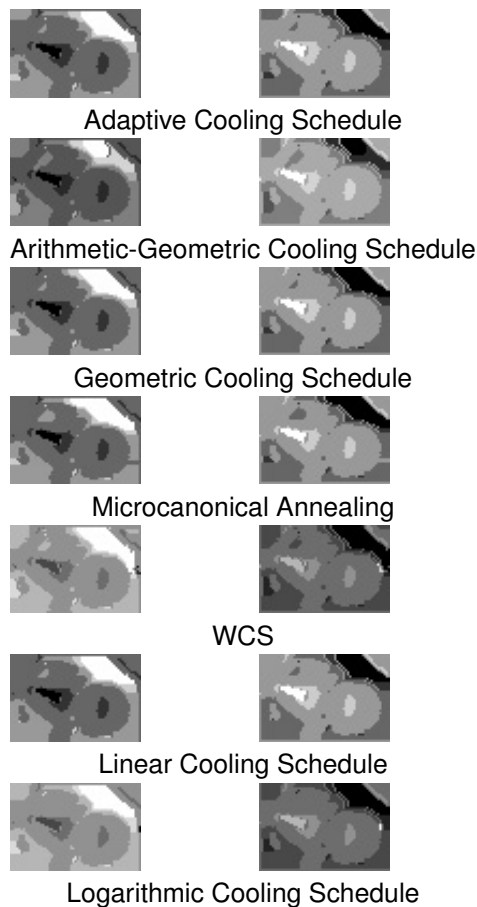 Adaptive Cooling Schedule
Arithmetic-Geometric Cooling Schedule
Geometric Cooling Schedule
Microcanonical Annealing
WCS
Linear Cooling Schedule
Logarithmic Cooling Schedule